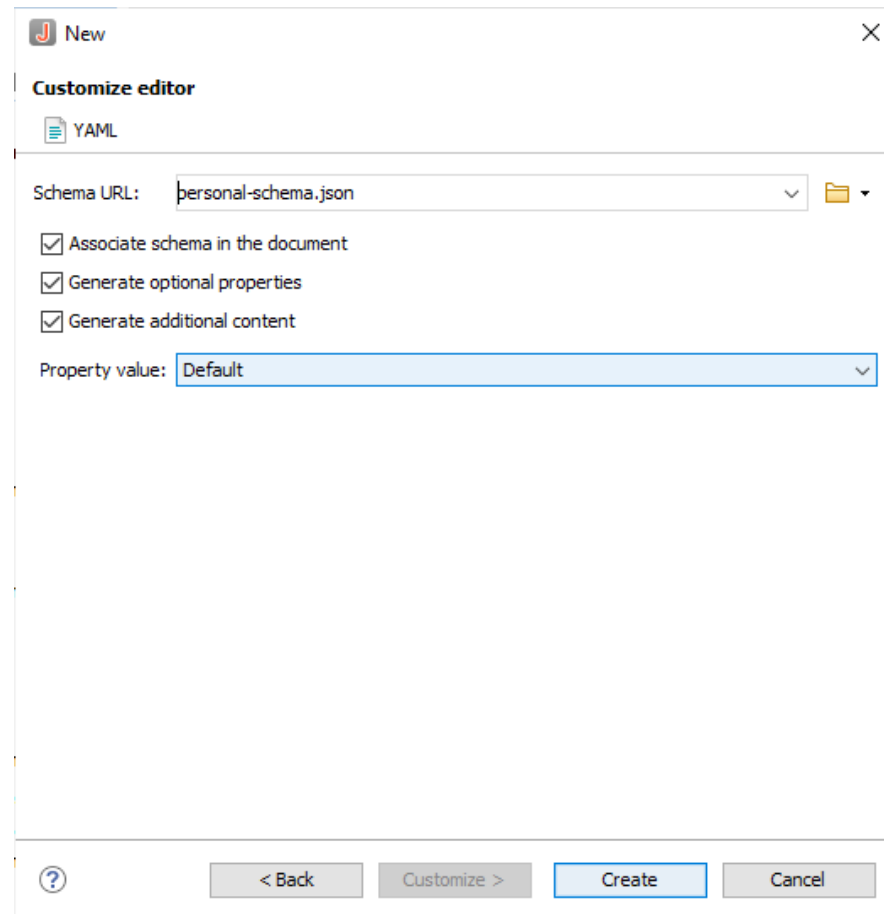 New
Customize editor
YAML
Schema URL: personal-schema.json
Associate schema in the document
Generate optional properties
Generate additional content
Property value: Default
< Back Customize > Create Cancel